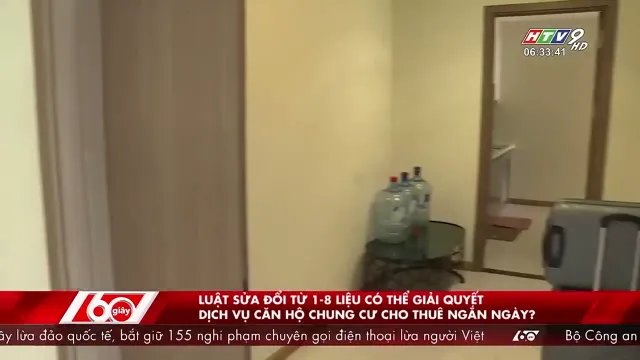 HTV9 HD
06:33:41
60 giây
LUẬT SỬA ĐỔI TỪ 1-8 LIỆU CÓ THỂ GIẢI QUYẾT
DỊCH VỤ CĂN HỘ CHUNG CƯ CHO THUÊ NGẮN NGÀY?
ây lừa đảo quốc tế, bắt giữ 155 nghi phạm chuyên gọi điện thoại lừa người Việt 60 Bộ Công an